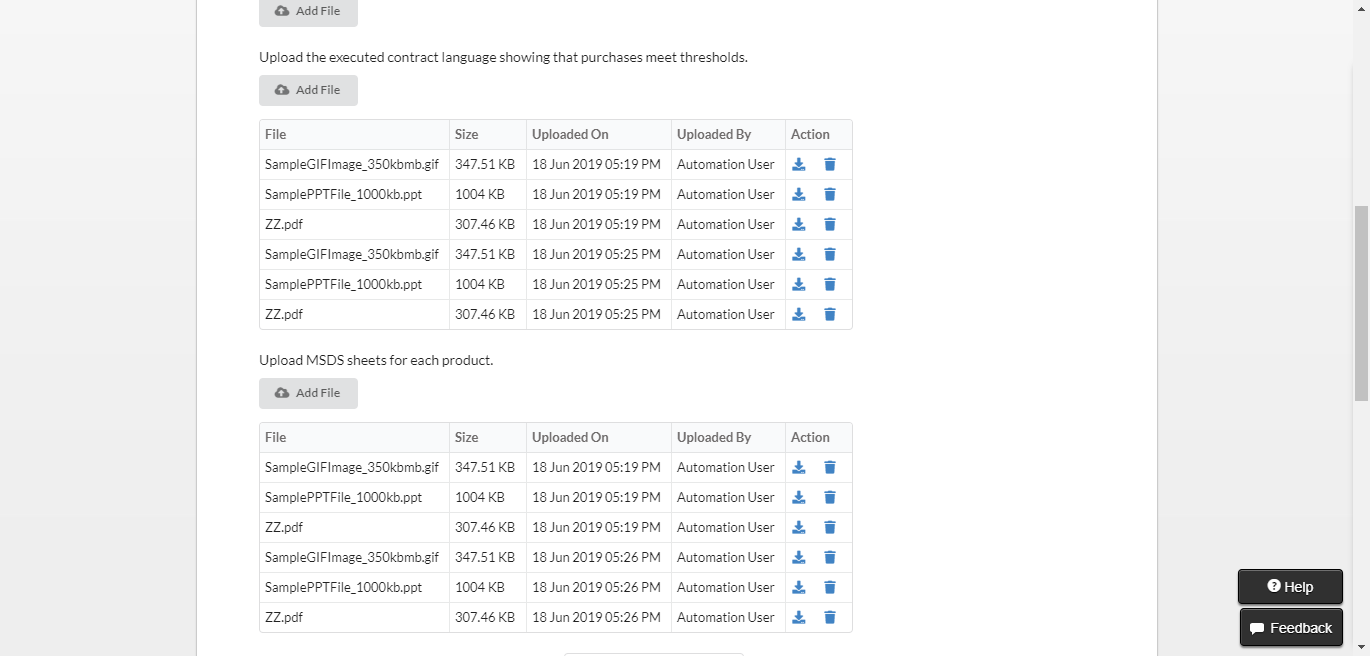 Add File
Upload the executed contract language showing that purchases meet thresholds.
Add File
File Size Uploaded On Uploaded By Action
SampleGIFImage_350kbmb.gif 347.51 KB 18 Jun 2019 05:19 PM Automation User
SamplePPTFile_1000kb.ppt 1004 KB 18 Jun 2019 05:19 PM Automation User
ZZ.pdf 307.46 KB 18 Jun 2019 05:19 PM Automation User
SampleGIFImage_350kbmb.gif 347.51 KB 18 Jun 2019 05:25 PM Automation User
SamplePPTFile_1000kb.ppt 1004 KB 18 Jun 2019 05:25 PM Automation User
ZZ.pdf 307.46 KB 18 Jun 2019 05:25 PM Automation User
Upload MSDS sheets for each product.
Add File
File Size Uploaded On Uploaded By Action
SampleGIFImage_350kbmb.gif 347.51 KB 18 Jun 2019 05:19 PM Automation User
SamplePPTFile_1000kb.ppt 1004 KB 18 Jun 2019 05:19 PM Automation User
ZZ.pdf 307.46 KB 18 Jun 2019 05:19 PM Automation User
SampleGIFImage_350kbmb.gif 347.51 KB 18 Jun 2019 05:26 PM Automation User
SamplePPTFile_1000kb.ppt 1004 KB 18 Jun 2019 05:26 PM Automation User
ZZ.pdf 307.46 KB 18 Jun 2019 05:26 PM Automation User
Help
Feedback